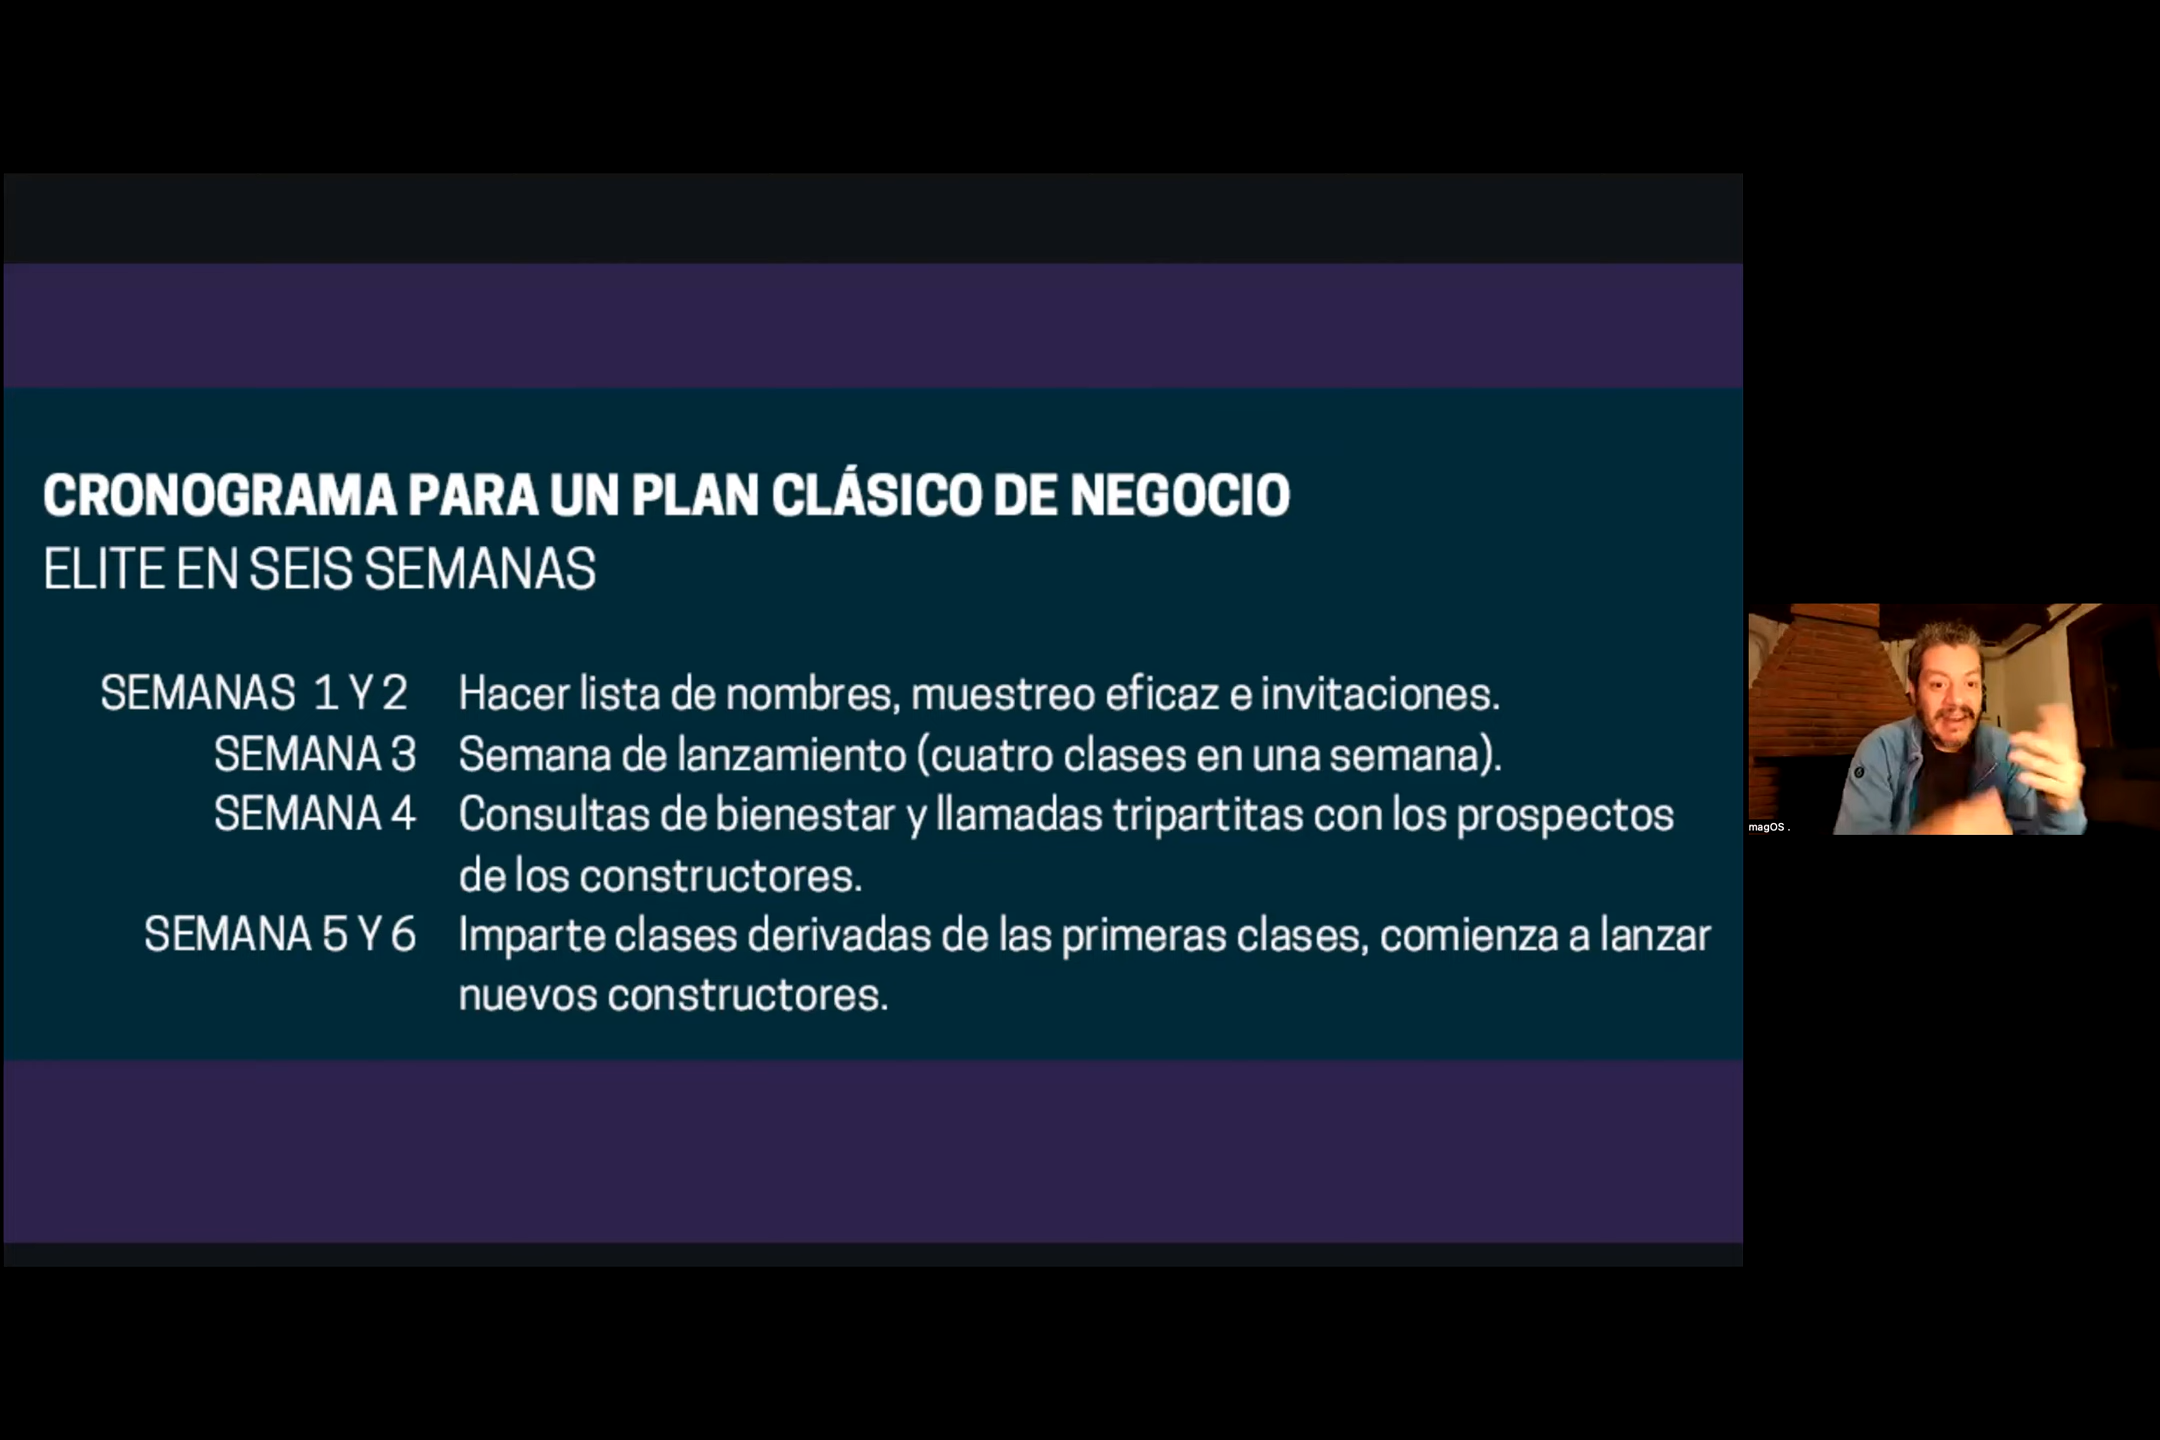 CRONOGRAMA PARA UN PLAN CLÁSICO DE NEGOCIO
ELITE EN SEIS SEMANAS
SEMANAS 1 Y 2 Hacer lista de nombres, muestreo eficaz e invitaciones.
SEMANA 3 Semana de lanzamiento (cuatro clases en una semana).
SEMANA 4 Consultas de bienestar y llamadas tripartitas con los prospectos
de los constructores.
SEMANA 5 Y 6 Imparte clases derivadas de las primeras clases, comienza a lanzar
nuevos constructores.
magOS .